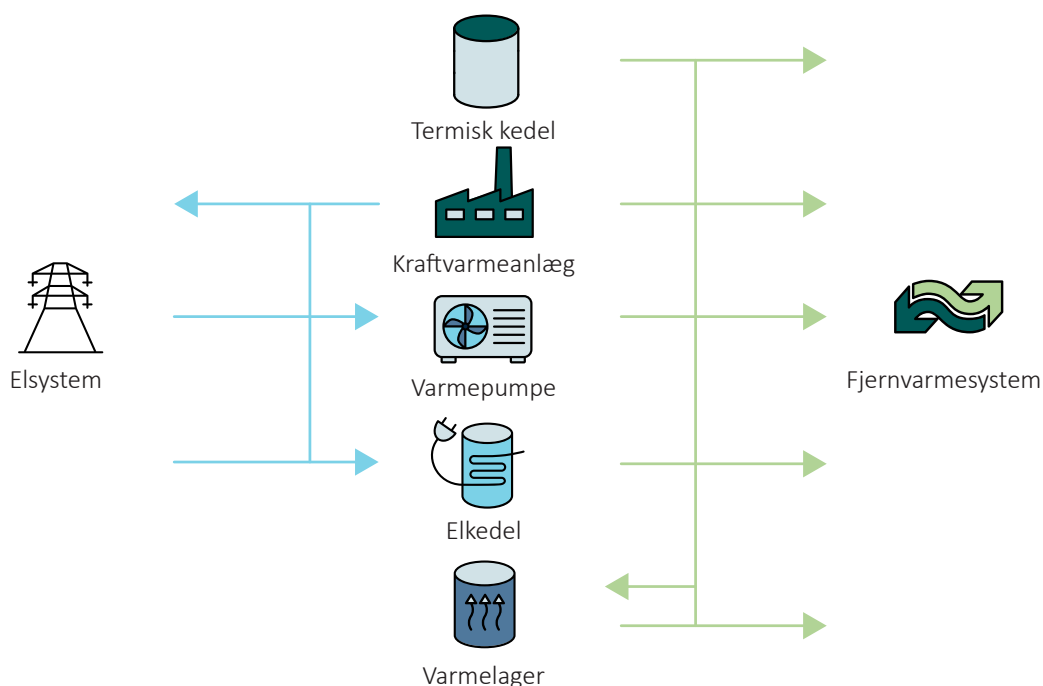 Termisk kedel
Kraftvarmeanlæg
Elsystem
Varmepumpe
Fjernvarmesystem
Elkedel
Varmelager